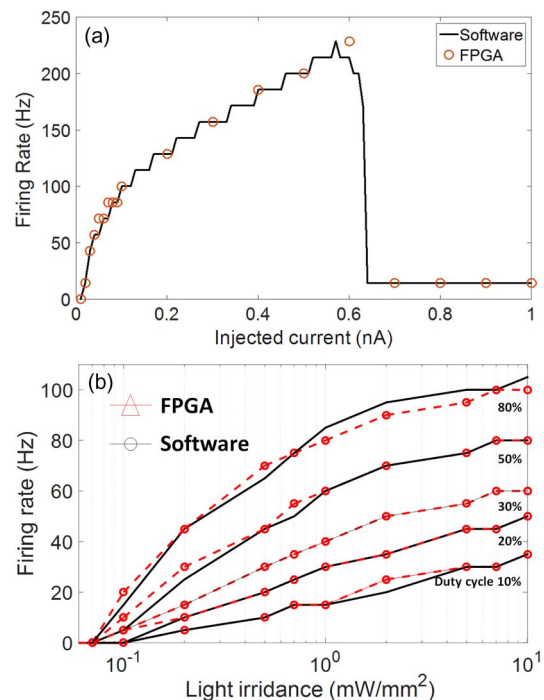 (a)
Software
FPGA
Firing Rate (Hz)
250
200
150
100
50
0
0.2
0.4
0.6
0.8
1
Injected current (nA)
(b)
FPGA
Software
80%
50%
30%
20%
Duty cycle 10%
Firing rate (Hz)
100
80
60
40
20
0
10⁻¹
10⁰
10¹
Light irridance (mW/mm²)